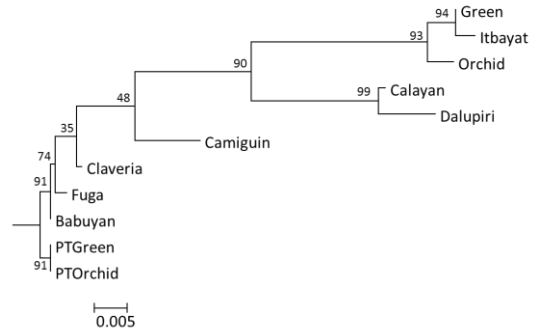 94 Green
93 Itbayat
Orchid
90
99 Calayan
48
Dalupiri
35
Camiguin
74
Claveria
91
Fuga
Babuyan
PTGreen
91
PTOrchid
0.005